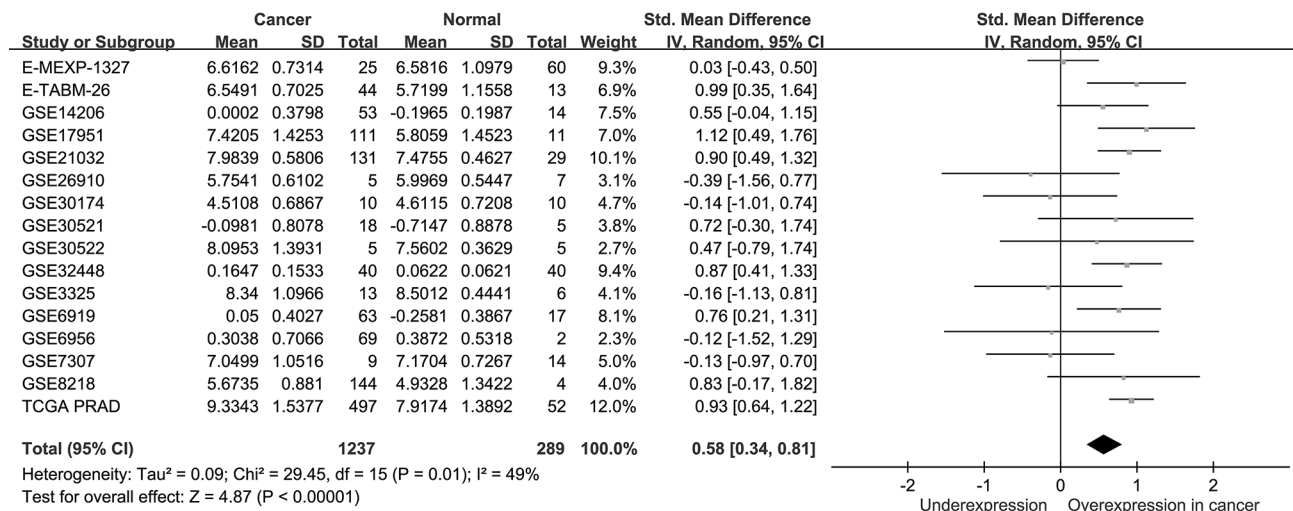 Cancer Normal Std. Mean Difference Std. Mean Difference
Study or Subgroup Mean SD Total Mean SD Total Weight IV, Random, 95% CI IV, Random, 95% CI
E-MEXP-1327 6.6162 0.7314 25 6.5816 1.0979 60 9.3% 0.03 [-0.43, 0.50]
E-TABM-26 6.5491 0.7025 44 5.7199 1.1558 13 6.9% 0.99 [0.35, 1.64]
GSE14206 0.0002 0.3798 53 -0.1965 0.1987 14 7.5% 0.55 [-0.04, 1.15]
GSE17951 7.4205 1.4253 111 5.8059 1.4523 11 7.0% 1.12 [0.49, 1.76]
GSE21032 7.9839 0.5806 131 7.4755 0.4627 29 10.1% 0.90 [0.49, 1.32]
GSE26910 5.7541 0.6102 5 5.9969 0.5447 7 3.1% -0.39 [-1.56, 0.77]
GSE30174 4.5108 0.6867 10 4.6115 0.7208 10 4.7% -0.14 [-1.01, 0.74]
GSE30521 -0.0981 0.8078 18 -0.7147 0.8878 5 3.8% 0.72 [-0.30, 1.74]
GSE30522 8.0953 1.3931 5 7.5602 0.3629 5 2.7% 0.47 [-0.79, 1.74]
GSE32448 0.1647 0.1533 40 0.0622 0.0621 40 9.4% 0.87 [0.41, 1.33]
GSE3325 8.34 1.0966 13 8.5012 0.4441 6 4.1% -0.16 [-1.13, 0.81]
GSE6919 0.05 0.4027 63 -0.2581 0.3867 17 8.1% 0.76 [0.21, 1.31]
GSE6956 0.3038 0.7066 69 0.3872 0.5318 2 2.3% -0.12 [-1.52, 1.29]
GSE7307 7.0499 1.0516 9 7.1704 0.7267 14 5.0% -0.13 [-0.97, 0.70]
GSE8218 5.6735 0.881 144 4.9328 1.3422 4 4.0% 0.83 [-0.17, 1.82]
TCGA PRAD 9.3343 1.5377 497 7.9174 1.3892 52 12.0% 0.93 [0.64, 1.22]
Total (95% CI) 1237 289 100.0% 0.58 [0.34, 0.81]
Heterogeneity: Tau² = 0.09; Chi² = 29.45, df = 15 (P = 0.01); I² = 49%
Test for overall effect: Z = 4.87 (P < 0.00001)
-2 -1 0 1 2
Underexpression Overexpression in cancer